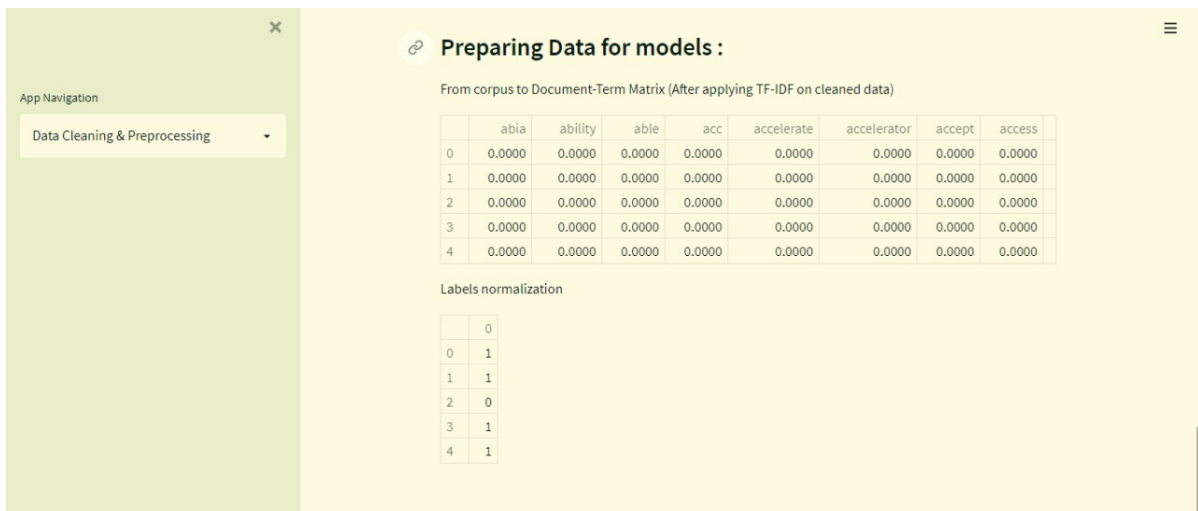 App Navigation
Data Cleaning & Preprocessing
Preparing Data for models :
From corpus to Document-Term Matrix (After applying TF-IDF on cleaned data)
abia ability able acc accelerate accelerator accept access
0 0.0000 0.0000 0.0000 0.0000 0.0000 0.0000 0.0000 0.0000
1 0.0000 0.0000 0.0000 0.0000 0.0000 0.0000 0.0000 0.0000
2 0.0000 0.0000 0.0000 0.0000 0.0000 0.0000 0.0000 0.0000
3 0.0000 0.0000 0.0000 0.0000 0.0000 0.0000 0.0000 0.0000
4 0.0000 0.0000 0.0000 0.0000 0.0000 0.0000 0.0000 0.0000
Labels normalization
0
0 1
1 1
2 0
3 1
4 1